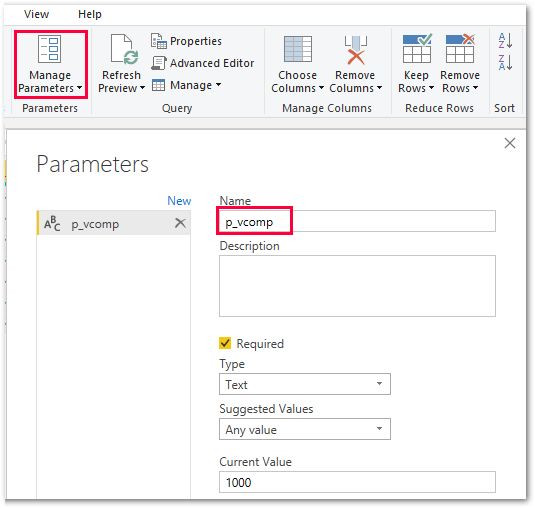 View Help
Manage Parameters
Refresh Preview
Properties
Advanced Editor
Manage
Choose Columns
Remove Columns
Keep Rows
Remove Rows
A Z
Z A
Parameters Query Manage Columns Reduce Rows Sort
Parameters
New
ABC p_vcomp
Name
p_vcomp
Description
Required
Type
Text
Suggested Values
Any value
Current Value
1000